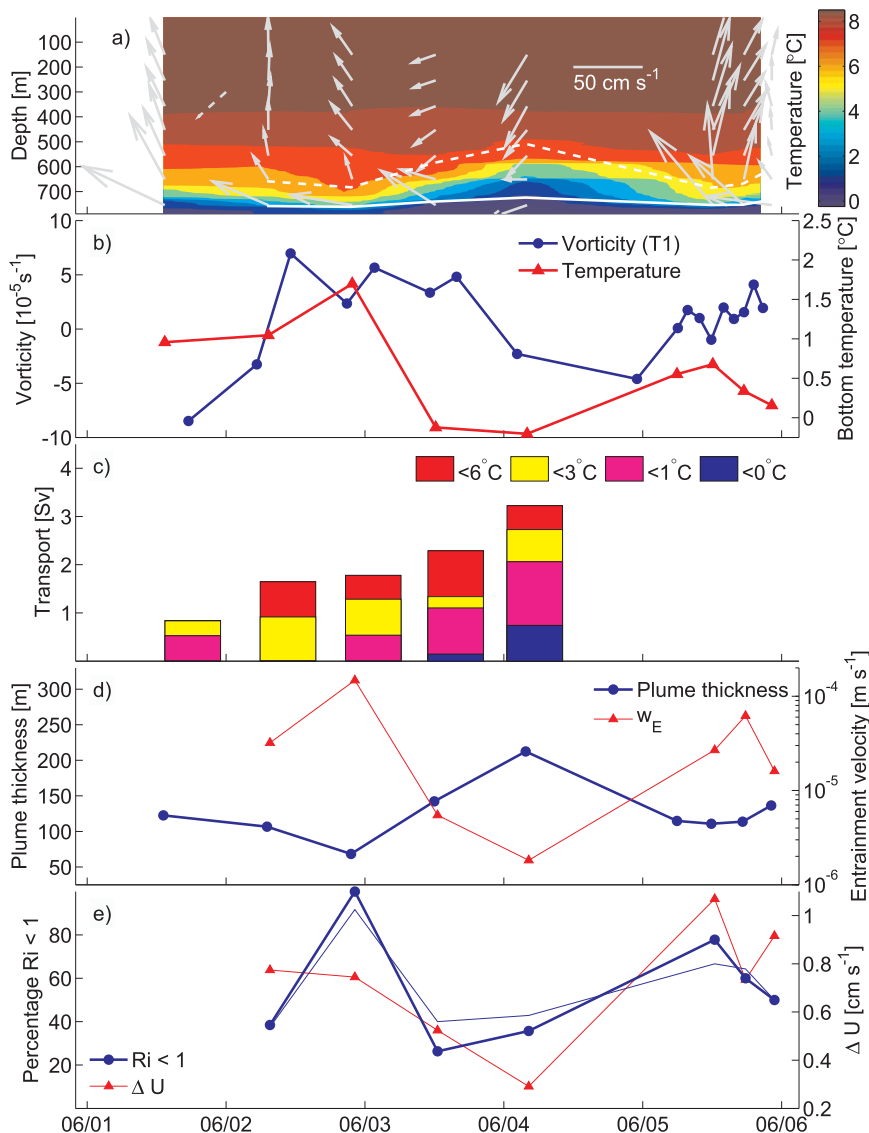 a)
100
200
300
400
500
600
700
Depth [m]
50 cm s-1
8
6
4
2
0
Temperature [°C]
b)
10
5
0
-5
-10
Vorticity [10-5s-1]
Vorticity (T1)
Temperature
2.5
2
1.5
1
0.5
0
Bottom temperature [°C]
c)
4
3
2
1
Transport [Sv]
<6°C
<3°C
<1°C
<0°C
d)
300
250
200
150
100
50
Plume thickness [m]
Plume thickness
wE
10-4
10-5
10-6
Entrainment velocity [m s-1]
e)
80
60
40
20
Percentage Ri < 1
Ri < 1
Δ U
1
0.8
0.6
0.4
0.2
Δ U [cm s-1]
06/01
06/02
06/03
06/04
06/05
06/06